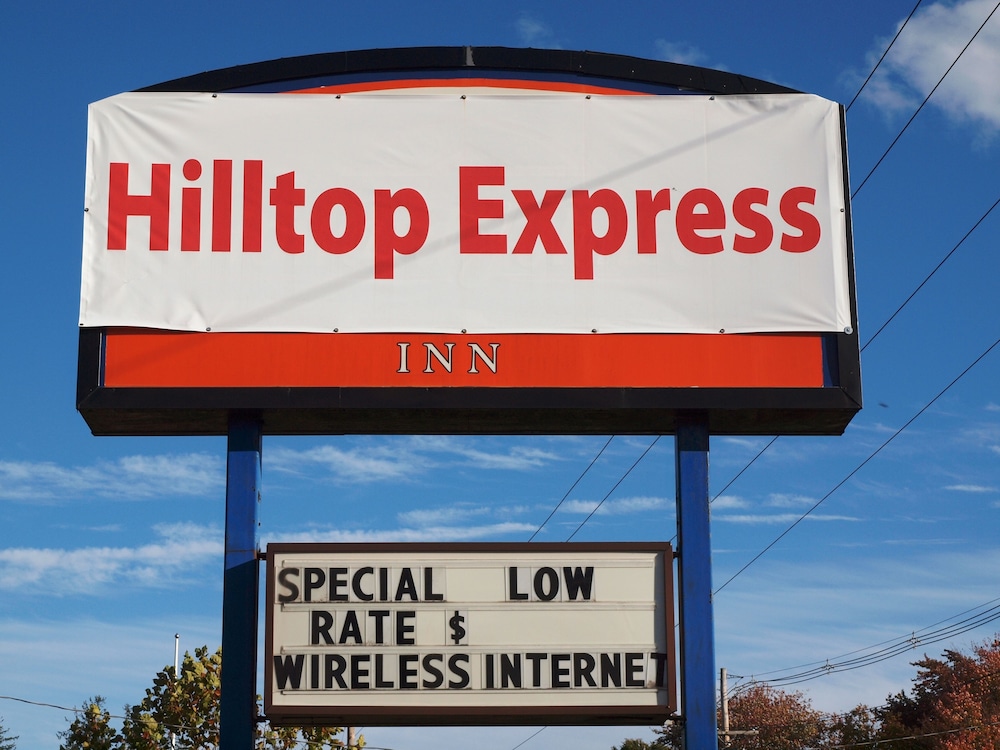 Hilltop Express
INN
SPECIAL LOW
RATE $
WIRELESS INTERNET